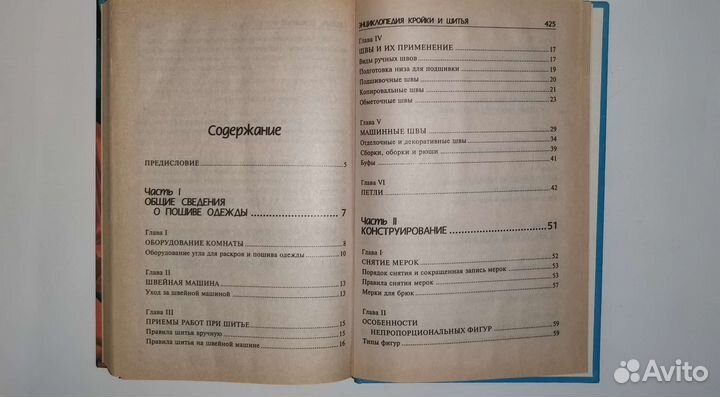 Содержание
ПРЕДИСЛОВИЕ 5
Часть I
ОБЩИЕ СВЕДЕНИЯ
О ПОШИВЕ ОДЕЖДЫ 7
Глава I
ОБОРУДОВАНИЕ КОМНАТЫ 8
Оборудование угла для раскроя и пошива одежды 10
Глава II
ШВЕЙНАЯ МАШИНА 13
Уход за швейной машиной 13
Глава III
ПРИЕМЫ РАБОТ ПРИ ШИТЬЕ 15
Правила шитья вручную 15
Правила шитья на швейной машине 16
ЭНЦИКЛОПЕДИЯ КРОЙКИ И ШИТЬЯ 425
Глава IV
ШВЫ И ИХ ПРИМЕНЕНИЕ 17
Виды ручных швов 17
Подготовка низа для подшивки 19
Подшивочные швы 20
Копировальные швы 21
Обметочные швы 23
Глава V
МАШИННЫЕ ШВЫ 29
Отделочные и декоративные швы 34
Сборки, оборки и рюши 39
Буфы 41
Глава VI
ПЕТЛИ 42
Часть II
КОНСТРУИРОВАНИЕ 51
Глава I
СНЯТИЕ МЕРОК 52
Порядок снятия и сокращенная запись мерок 53
Правила снятия мерок 53
Мерки для брюк 57
Глава II
ОСОБЕННОСТИ
НЕПРОПОРЦИОНАЛЬНЫХ ФИГУР 59
Типы фигур 59
Avito